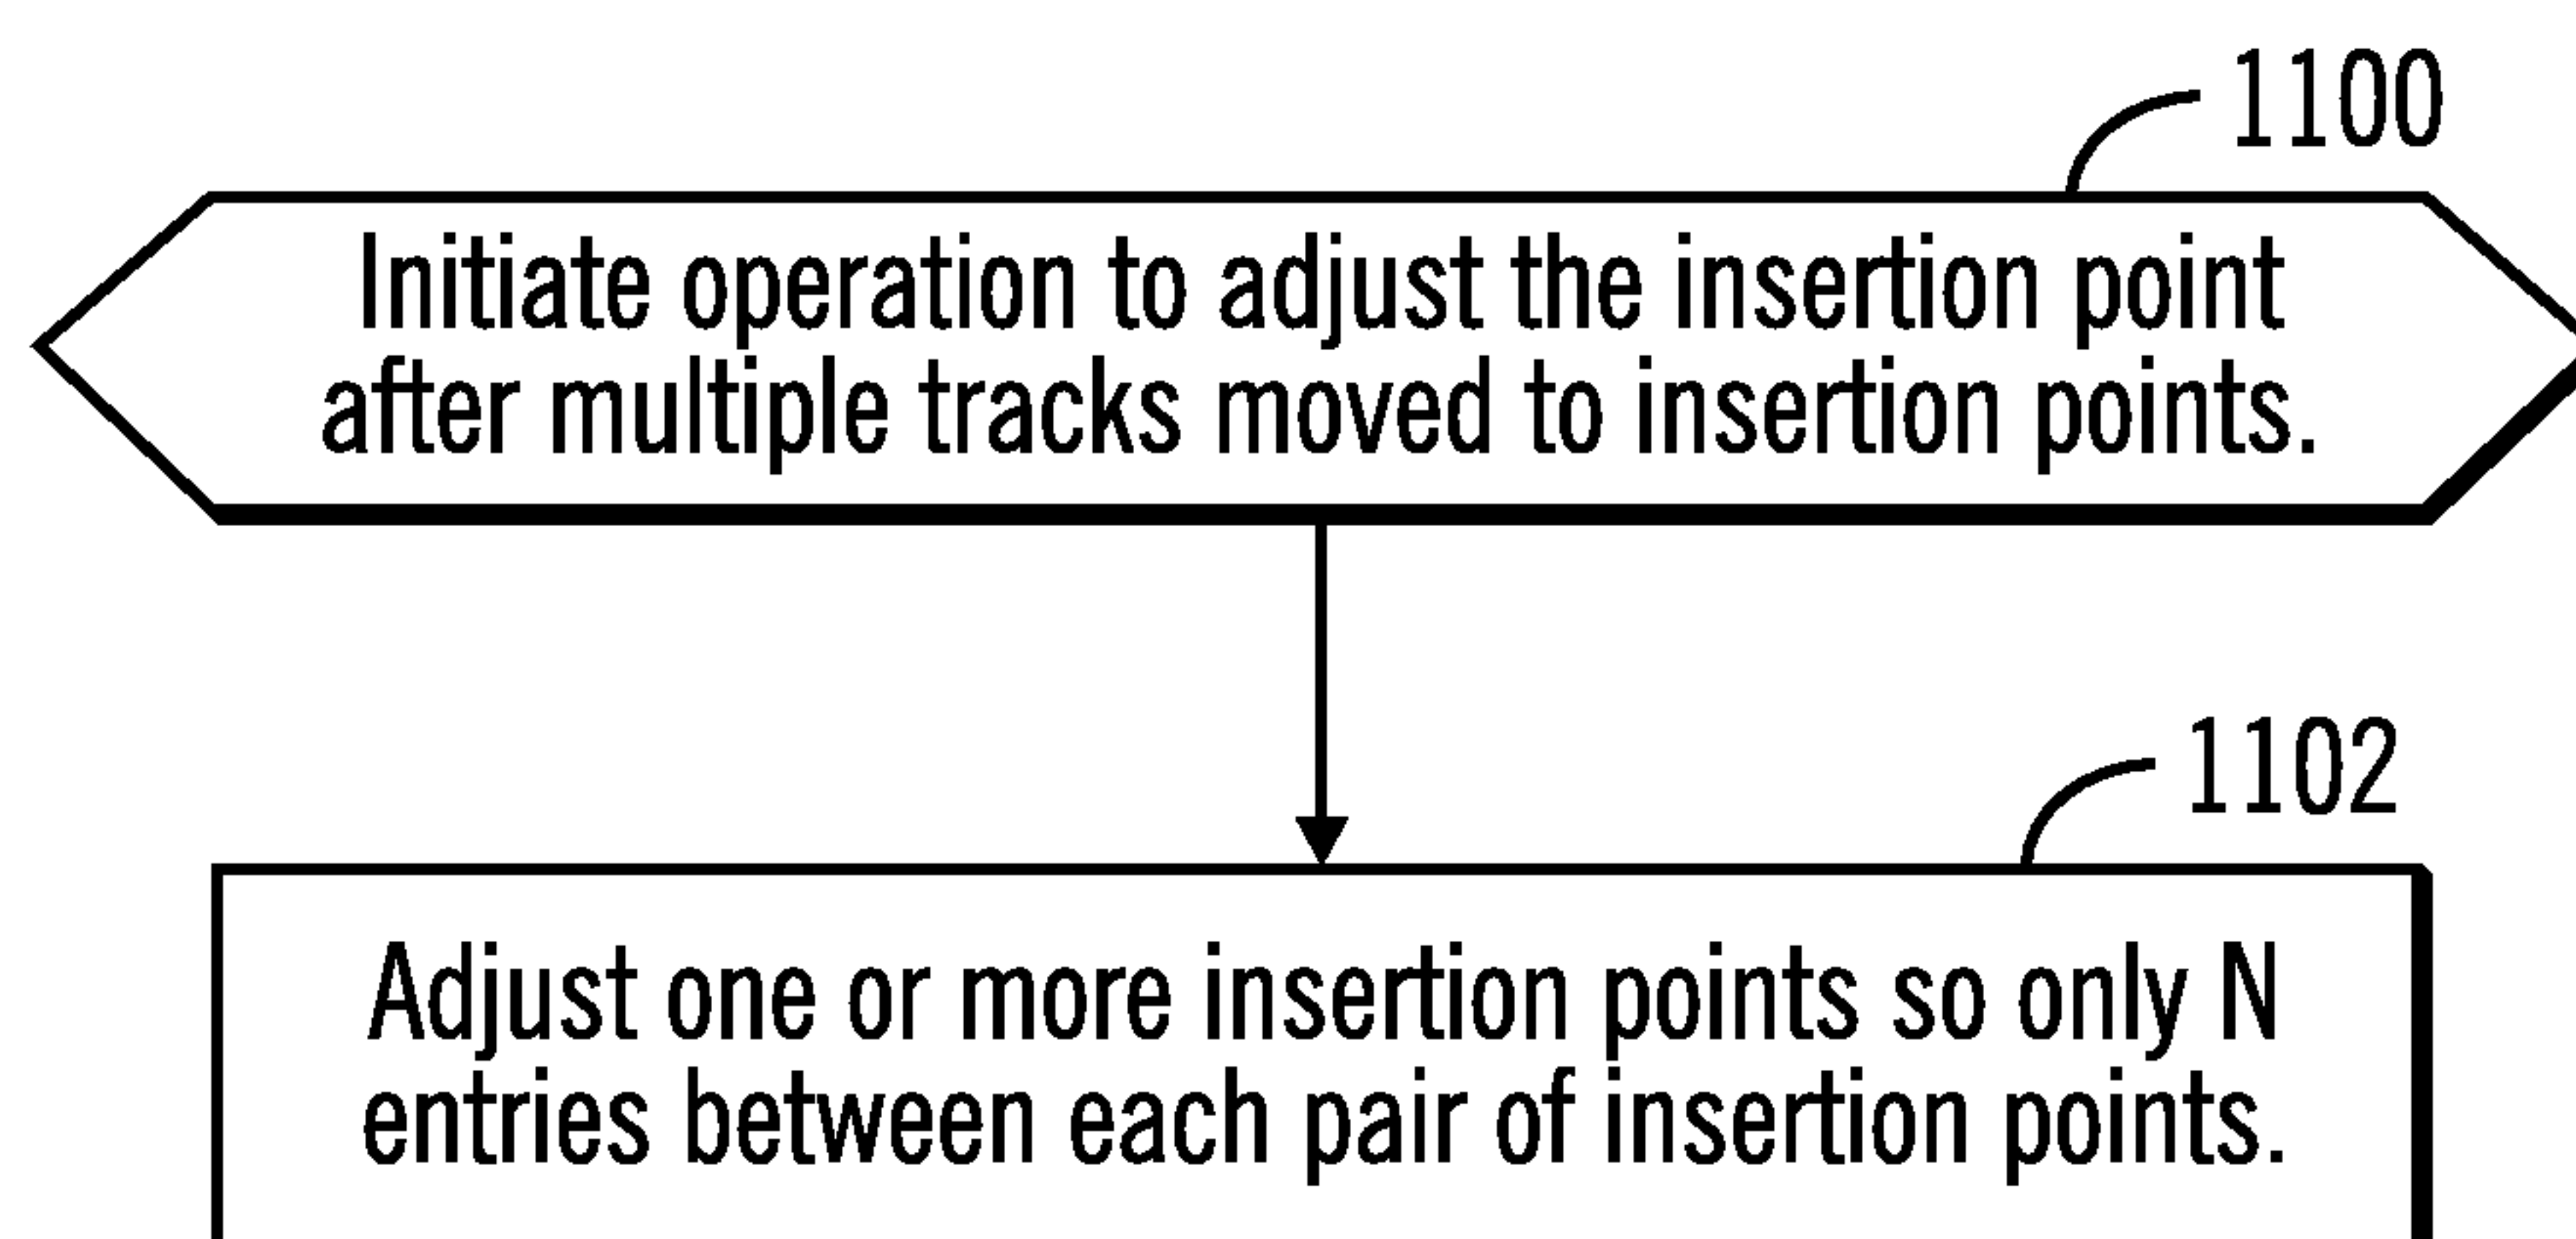 1100
Initiate operation to adjust the insertion point
after multiple tracks moved to insertion points.
1102
Adjust one or more insertion points so only N
entries between each pair of insertion points.